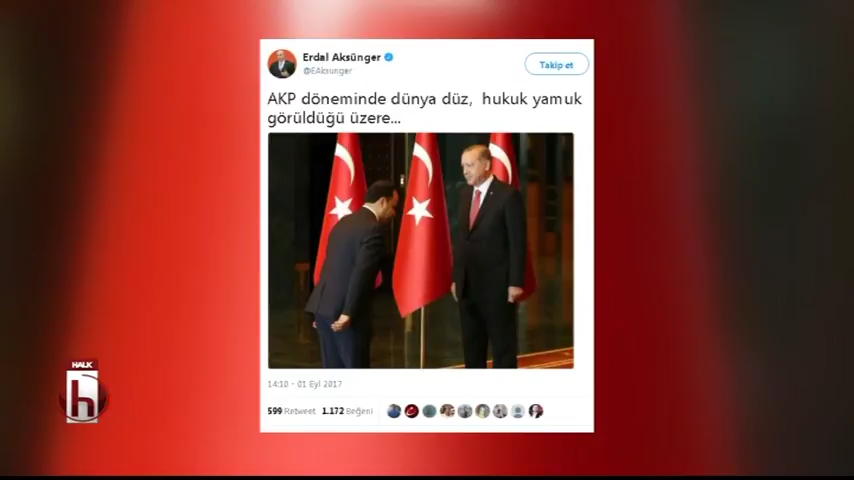 Erdal Aksünger
@EAksunger
Takip et
AKP döneminde dünya düz, hukuk yamuk
görüldüğü üzere...
14:10 - 01 Eyl 2017
599 Retweet 1.172 Beğeni
HALK
h